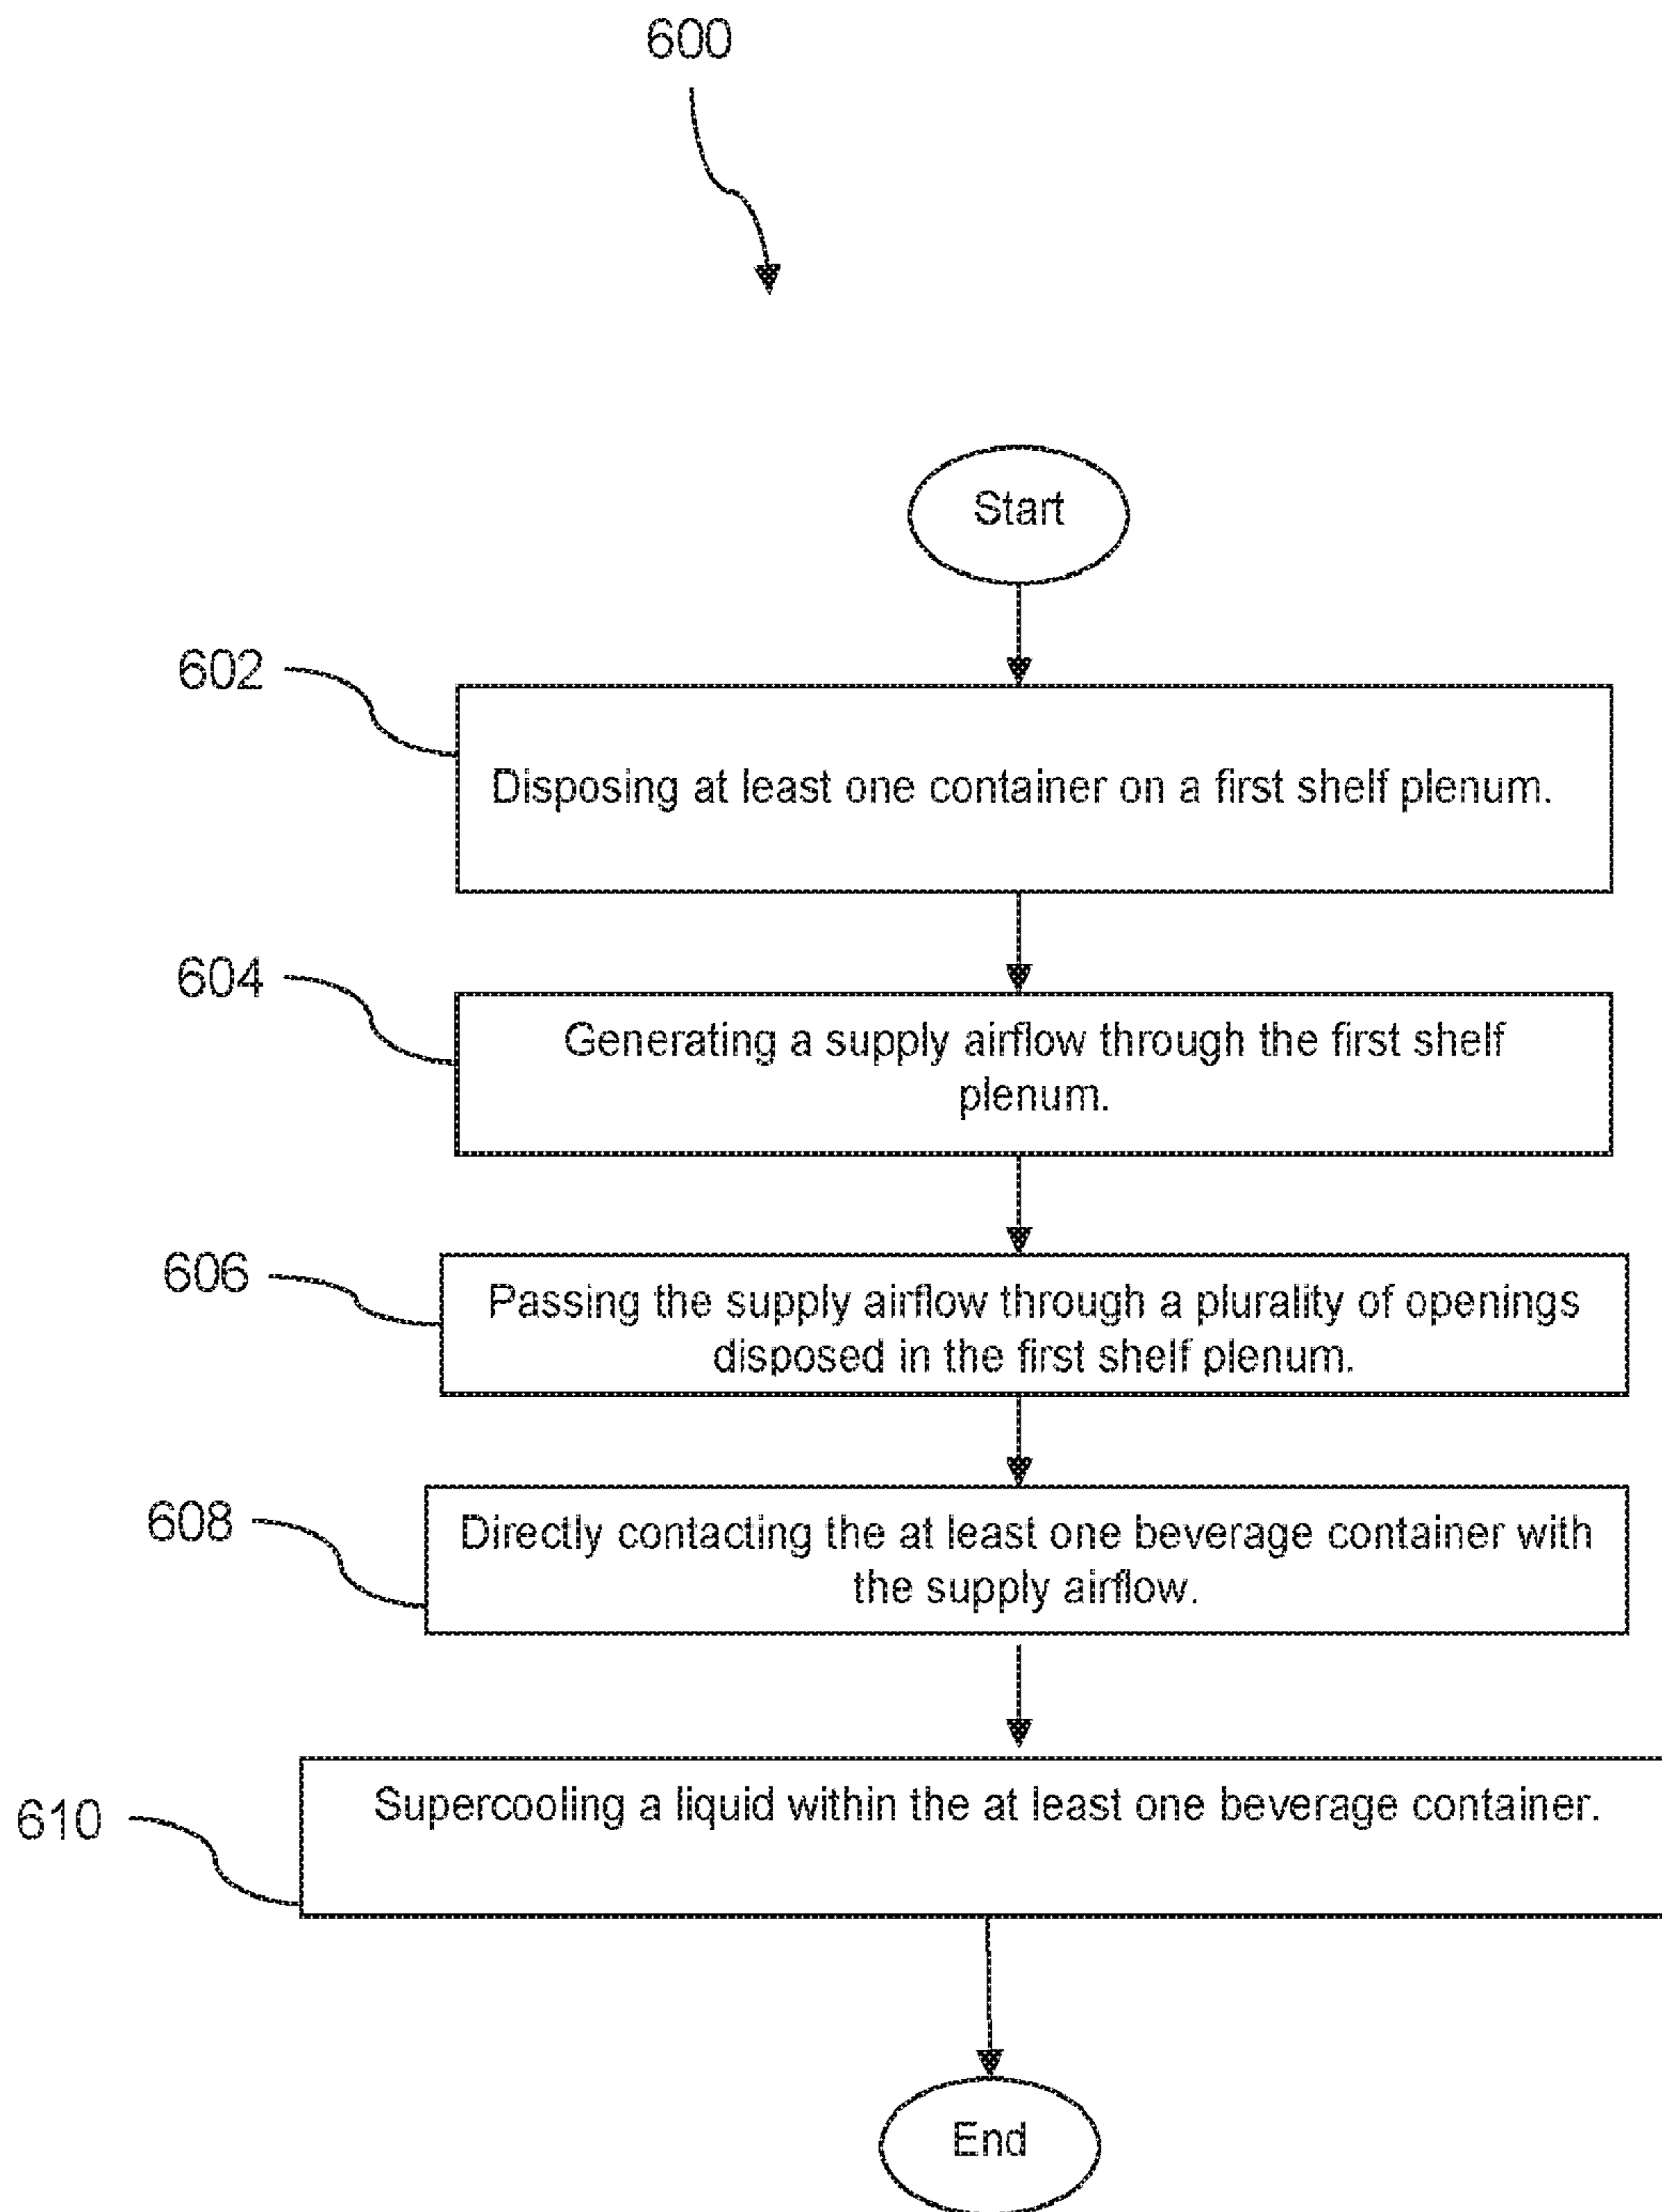 600
Start
602
Disposing at least one container on a first shelf plenum.
604
Generating a supply airflow through the first shelf
plenum.
606
Passing the supply airflow through a plurality of openings
disposed in the first shelf plenum.
608
Directly contacting the at least one beverage container with
the supply airflow.
610
Supercooling a liquid within the at least one beverage container.
End